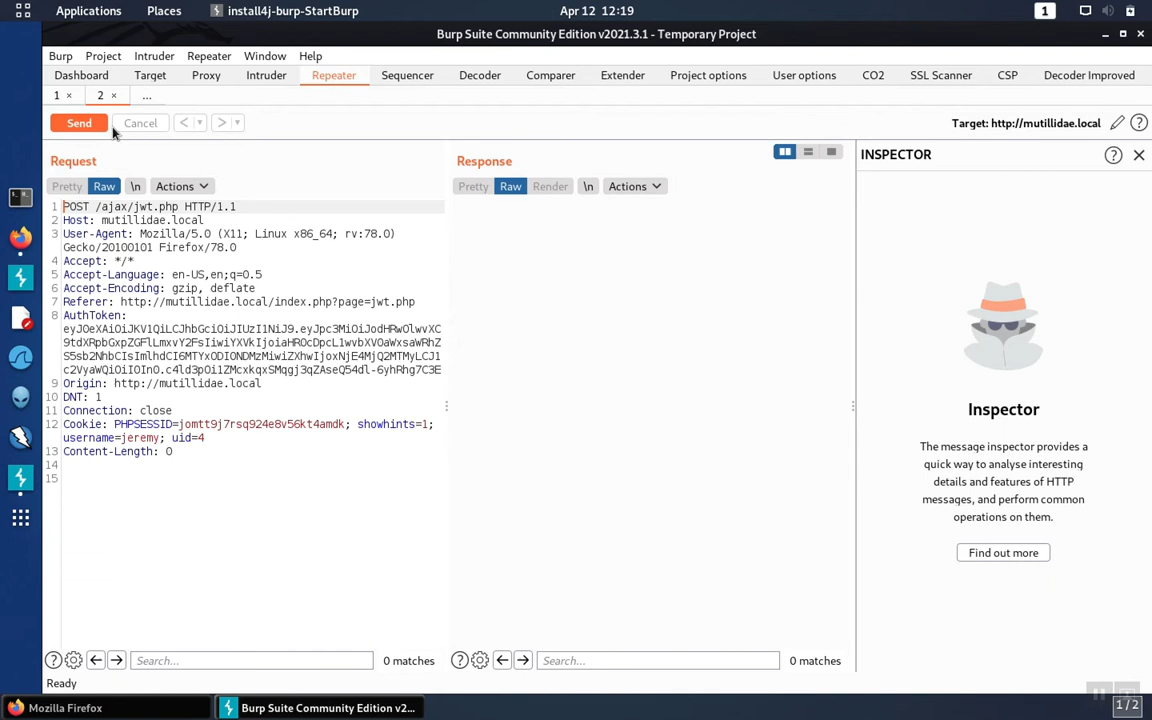 Applications Places install4j-burp-StartBurp Apr 12 12:19 1
Burp Suite Community Edition v2021.3.1 - Temporary Project
Burp Project Intruder Repeater Window Help
Dashboard Target Proxy Intruder Repeater Sequencer Decoder Comparer Extender Project options User options CO2 SSL Scanner CSP Decoder Improved
1 × 2 × ...
Send Cancel < > Target: http://mutillidae.local
Request
Pretty Raw \n Actions
1 POST /ajax/jwt.php HTTP/1.1
2 Host: mutillidae.local
3 User-Agent: Mozilla/5.0 (X11; Linux x86_64; rv:78.0)
Gecko/20100101 Firefox/78.0
4 Accept: */*
5 Accept-Language: en-US,en;q=0.5
6 Accept-Encoding: gzip, deflate
7 Referer: http://mutillidae.local/index.php?page=jwt.php
8 AuthToken:
9 Origin: http://mutillidae.local
10 DNT: 1
11 Connection: close
12 Cookie: PHPSESSID=jomtt9j7rsq924e8v56kt4amdk; showhints=1;
username=jeremy; uid=4
13 Content-Length: 0
14
15
Search... 0 matches
Response
Pretty Raw Render \n Actions
Search... 0 matches
INSPECTOR
Inspector
The message inspector provides a
quick way to analyse interesting
details and features of HTTP
messages, and perform common
operations on them.
Find out more
Ready
Mozilla Firefox Burp Suite Community Edition v2... 1/2